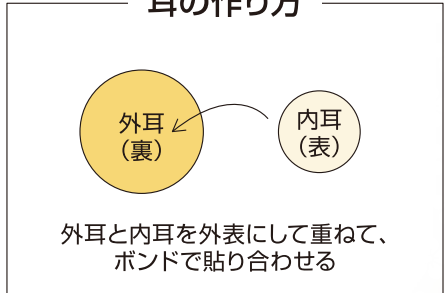 耳の作り方
外耳
（裏）
内耳
（表）
外耳と内耳を外表にして重ねて、
ボンドで貼り合わせる